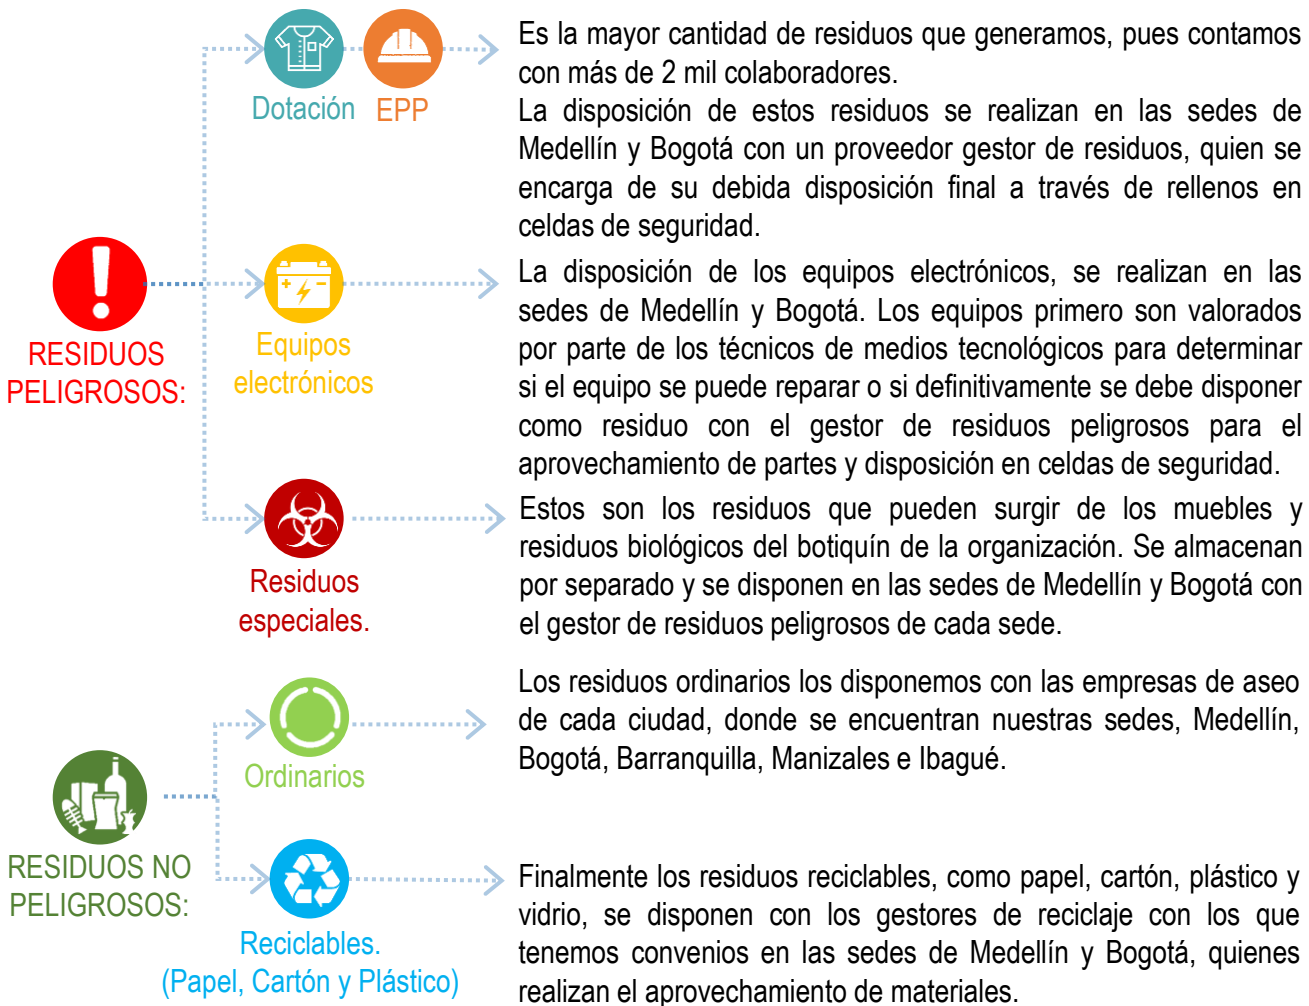 Dotación
EPP
Es la mayor cantidad de residuos que generamos, pues contamos
con más de 2 mil colaboradores.
La disposición de estos residuos se realizan en las sedes de
Medellín y Bogotá con un proveedor gestor de residuos, quien se
encarga de su debida disposición final a través de rellenos en
celdas de seguridad.
RESIDUOS
PELIGROSOS:
Equipos
electrónicos
La disposición de los equipos electrónicos, se realizan en las
sedes de Medellín y Bogotá. Los equipos primero son valorados
por parte de los técnicos de medios tecnológicos para determinar
si el equipo se puede reparar o si definitivamente se debe disponer
como residuo con el gestor de residuos peligrosos para el
aprovechamiento de partes y disposición en celdas de seguridad.
Residuos
especiales.
Estos son los residuos que pueden surgir de los muebles y
residuos biológicos del botiquín de la organización. Se almacenan
por separado y se disponen en las sedes de Medellín y Bogotá con
el gestor de residuos peligrosos de cada sede.
RESIDUOS NO
PELIGROSOS:
Ordinarios
Los residuos ordinarios los disponemos con las empresas de aseo
de cada ciudad, donde se encuentran nuestras sedes, Medellín,
Bogotá, Barranquilla, Manizales e Ibagué.
Reciclables.
(Papel, Cartón y Plástico)
Finalmente los residuos reciclables, como papel, cartón, plástico y
vidrio, se disponen con los gestores de reciclaje con los que
tenemos convenios en las sedes de Medellín y Bogotá, quienes
realizan el aprovechamiento de materiales.